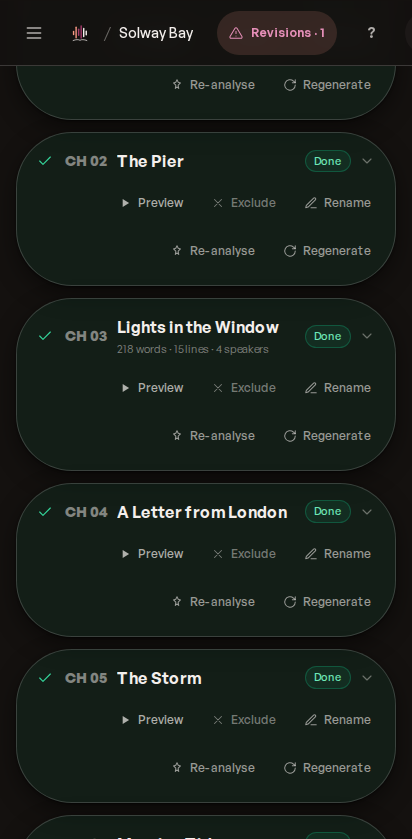 / Solway Bay Revisions · 1 ?
Re-analyse Regenerate
CH 02 The Pier Done
Preview Exclude Rename
Re-analyse Regenerate
CH 03 Lights in the Window Done
218 words · 15 lines · 4 speakers
Preview Exclude Rename
Re-analyse Regenerate
CH 04 A Letter from London Done
Preview Exclude Rename
Re-analyse Regenerate
CH 05 The Storm Done
Preview Exclude Rename
Re-analyse Regenerate